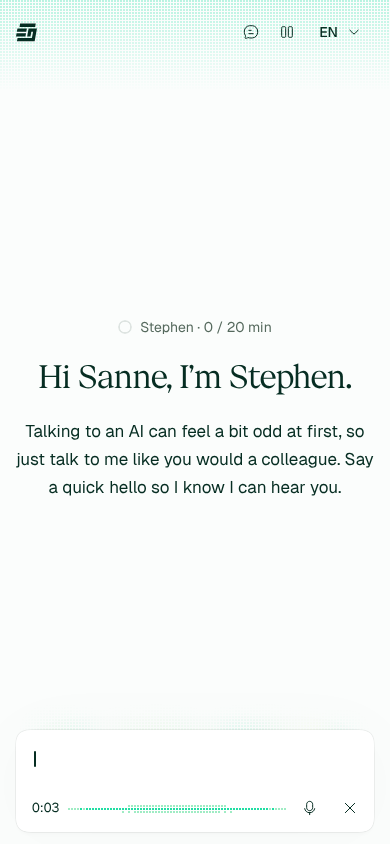 EN
Stephen · 0 / 20 min
Hi Sanne, I’m Stephen.
Talking to an AI can feel a bit odd at first, so
just talk to me like you would a colleague. Say
a quick hello so I know I can hear you.
0:03